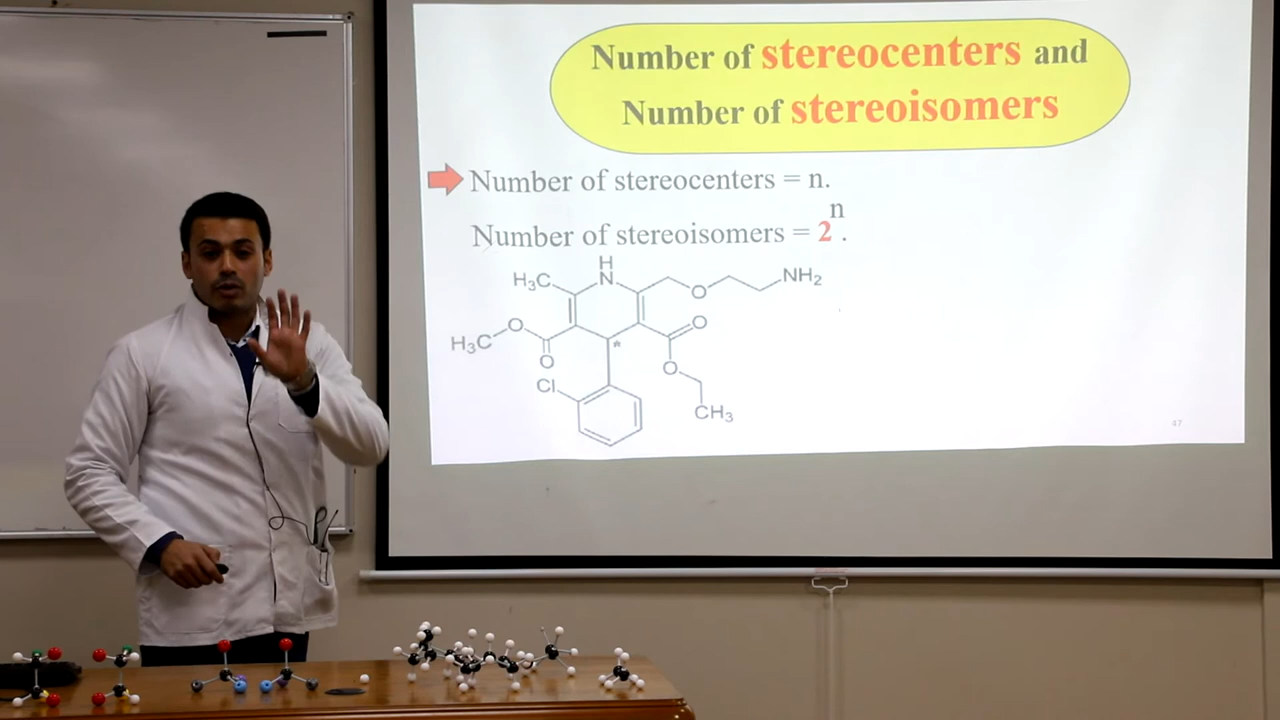 Number of stereocenters and
Number of stereoisomers
Number of stereocenters = n.
n
Number of stereoisomers = 2 .
H
N
H₃C
O
NH₂
O
H₃C
O
O
*
O
Cl
CH₃
47